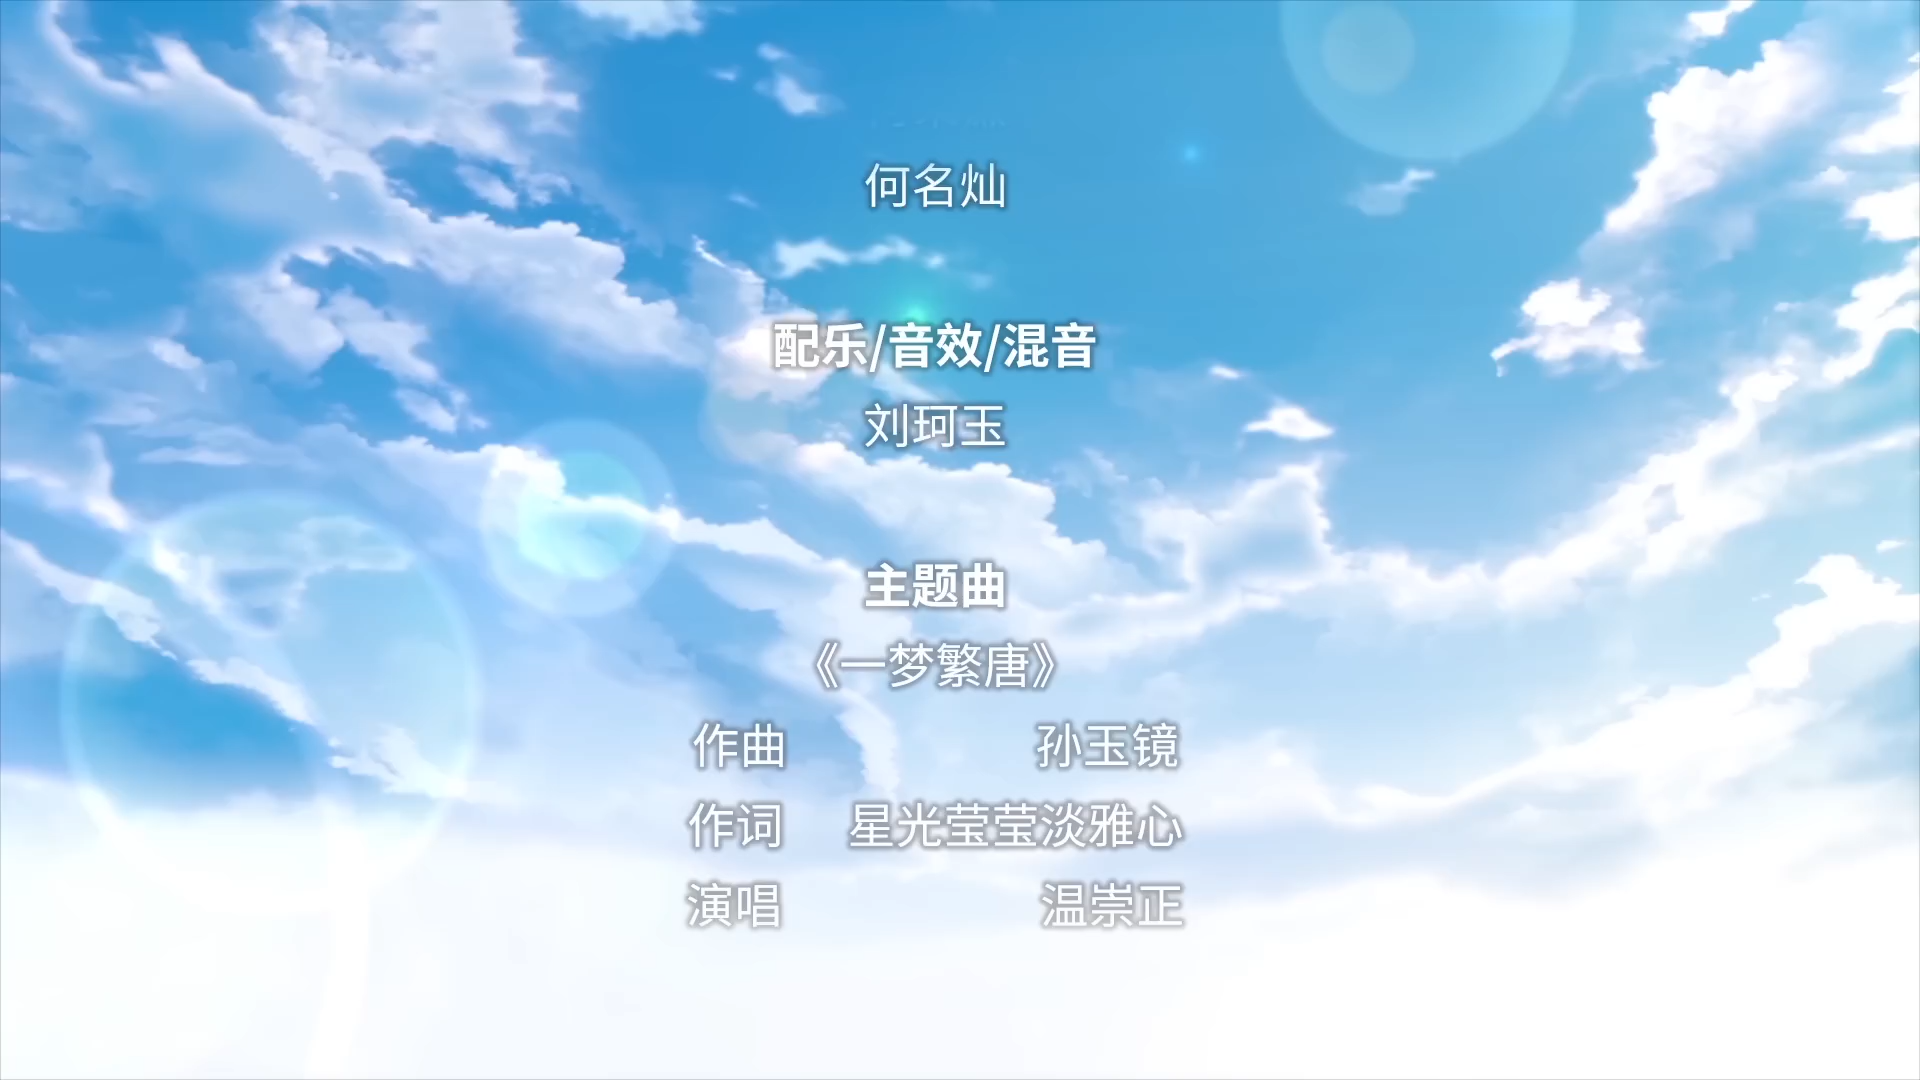 何名灿
配乐/音效/混音
刘珂玉
主题曲
《一梦繁唐》
作曲 孙玉镜
作词 星光莹莹淡雅心
演唱 温崇正